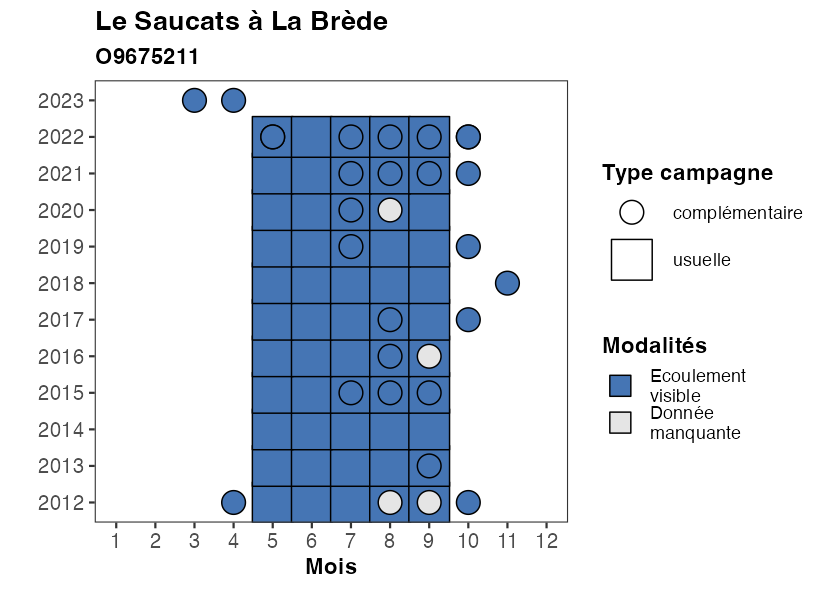 Le Saucats à La Brède
O9675211
2023
2022
2021
2020
2019
2018
2017
2016
2015
2014
2013
2012
1 2 3 4 5 6 7 8 9 10 11 12
Mois
Type campagne
complémentaire
usuelle
Modalités
Ecoulement
visible
Donnée
manquante